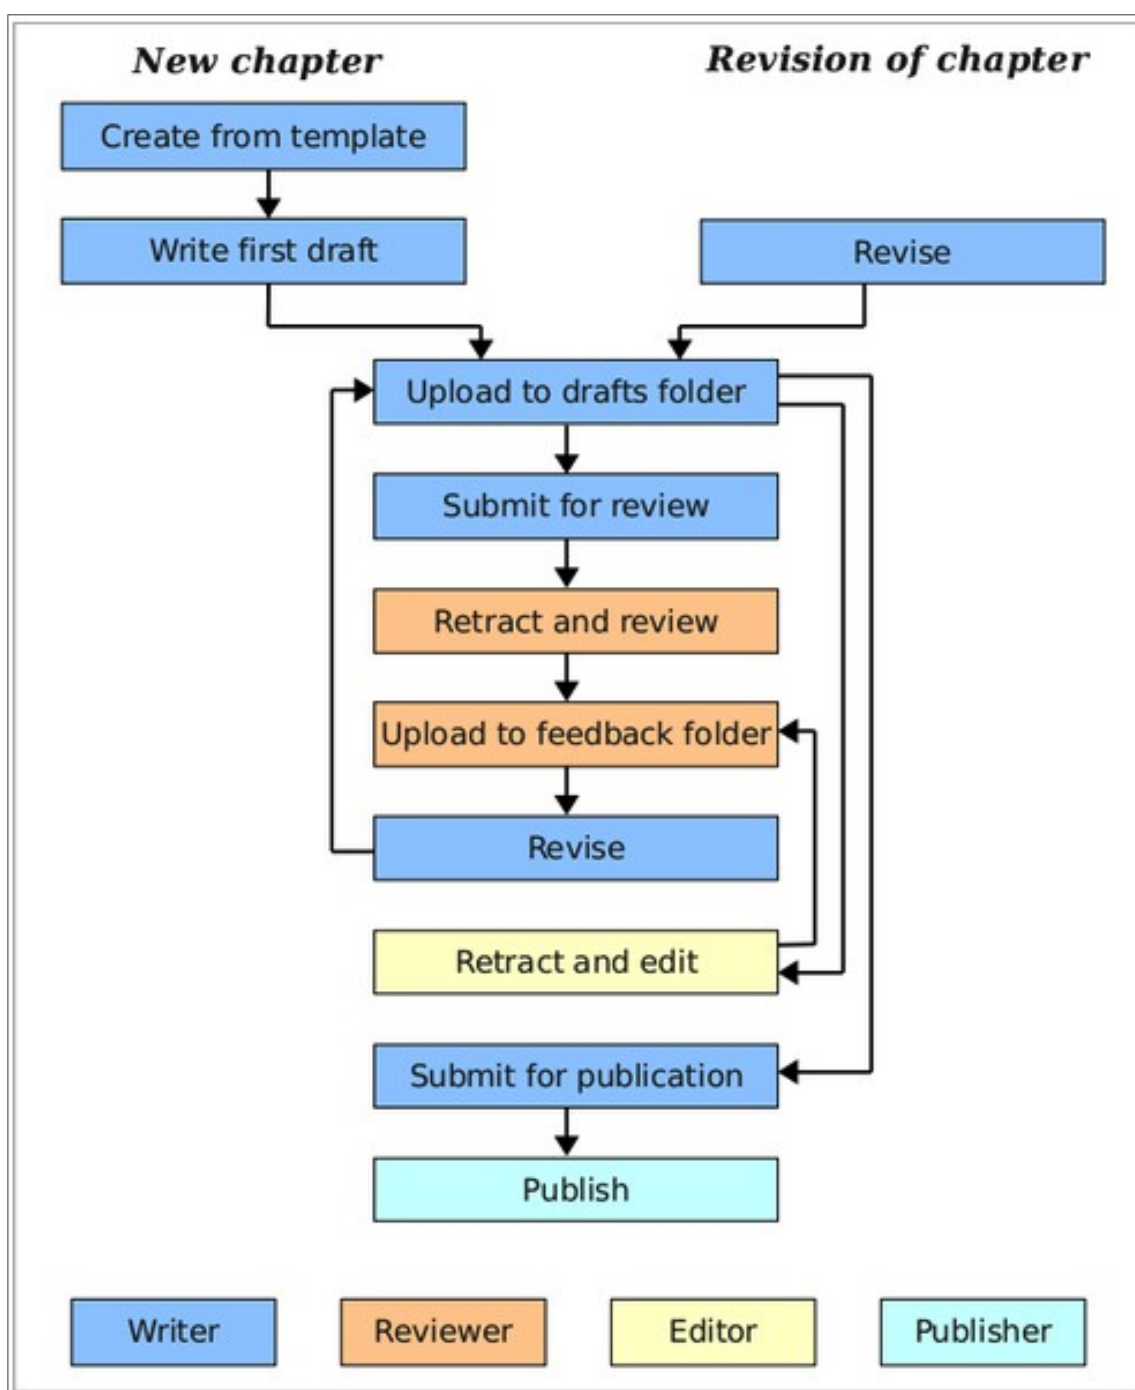 New chapter
Revision of chapter
Create from template
Write first draft
Revise
Upload to drafts folder
Submit for review
Retract and review
Upload to feedback folder
Revise
Retract and edit
Submit for publication
Publish
Writer
Reviewer
Editor
Publisher